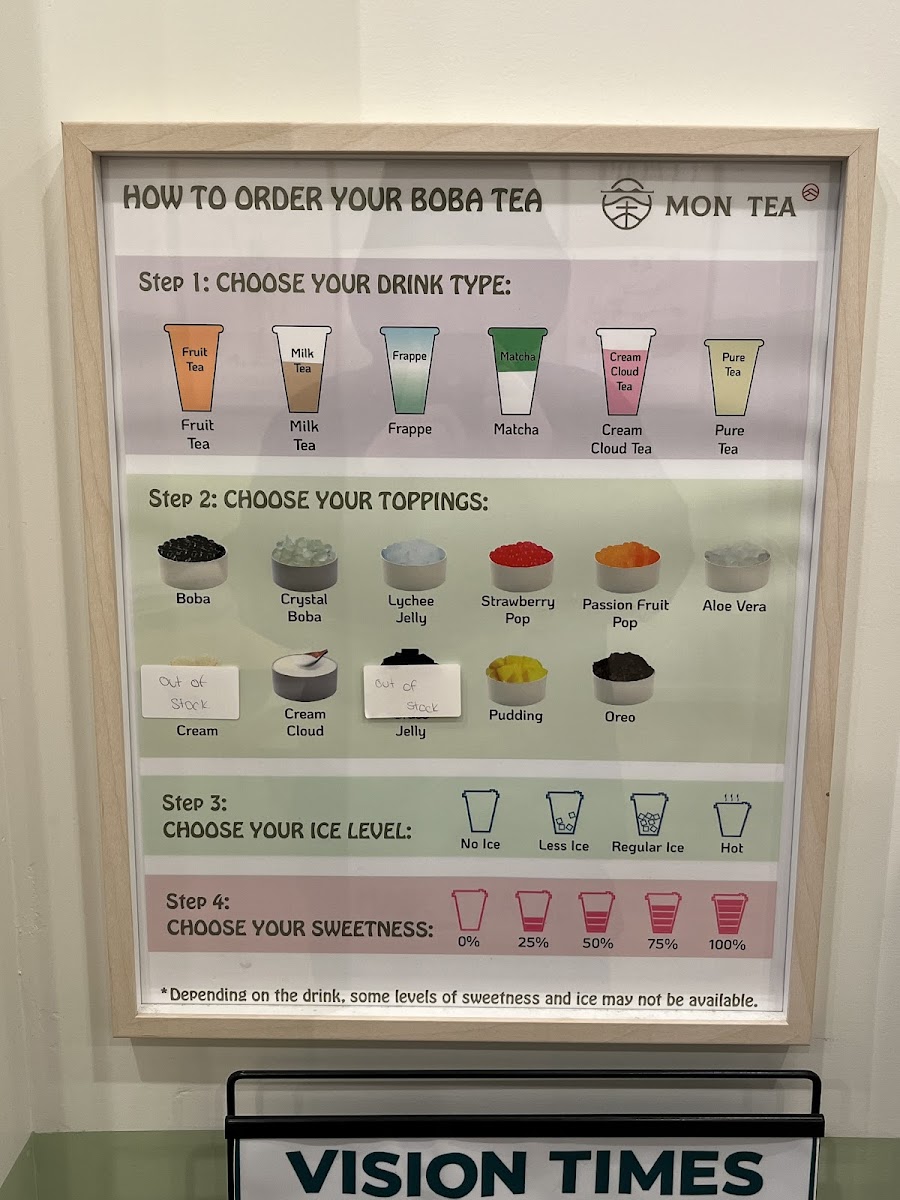 HOW TO ORDER YOUR BOBA TEA
MON TEA
Step 1: CHOOSE YOUR DRINK TYPE:
Fruit
Tea
Milk
Tea
Frappe
Matcha
Cream
Cloud
Tea
Pure
Tea
Fruit
Tea
Milk
Tea
Frappe
Matcha
Cream
Cloud Tea
Pure
Tea
Step 2: CHOOSE YOUR TOPPINGS:
Boba
Crystal
Boba
Lychee
Jelly
Strawberry
Pop
Passion Fruit
Pop
Aloe Vera
Out of
Stock
Cream
Cream
Cloud
Out of
Stock
Jelly
Pudding
Oreo
Step 3:
CHOOSE YOUR ICE LEVEL:
No Ice
Less Ice
Regular Ice
Hot
Step 4:
CHOOSE YOUR SWEETNESS:
0%
25%
50%
75%
100%
*Depending on the drink, some levels of sweetness and ice may not be available.
VISION TIMES